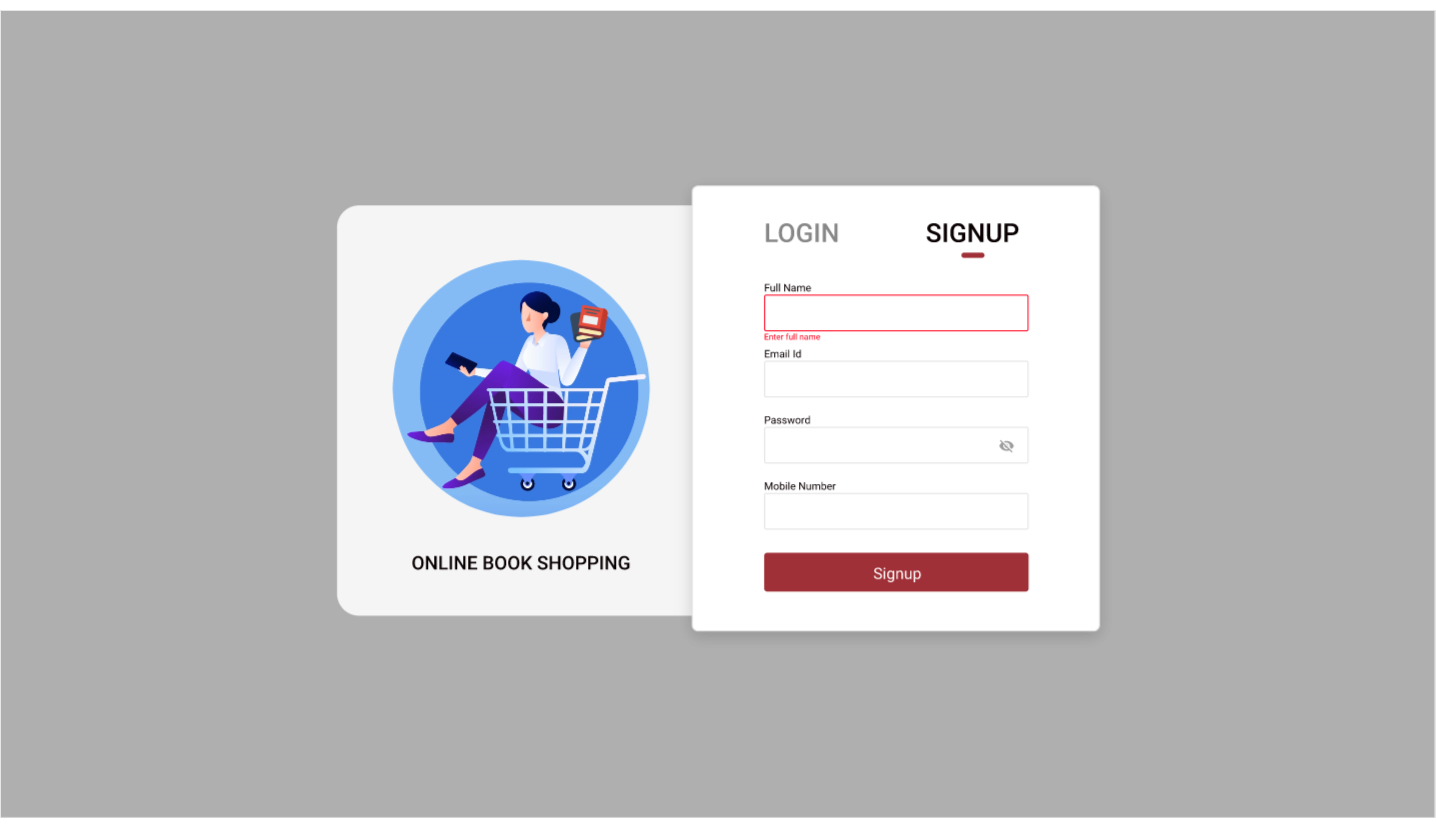 LOGIN SIGNUP
Full Name
Enter full name
Email Id
Password
Mobile Number
Signup
ONLINE BOOK SHOPPING